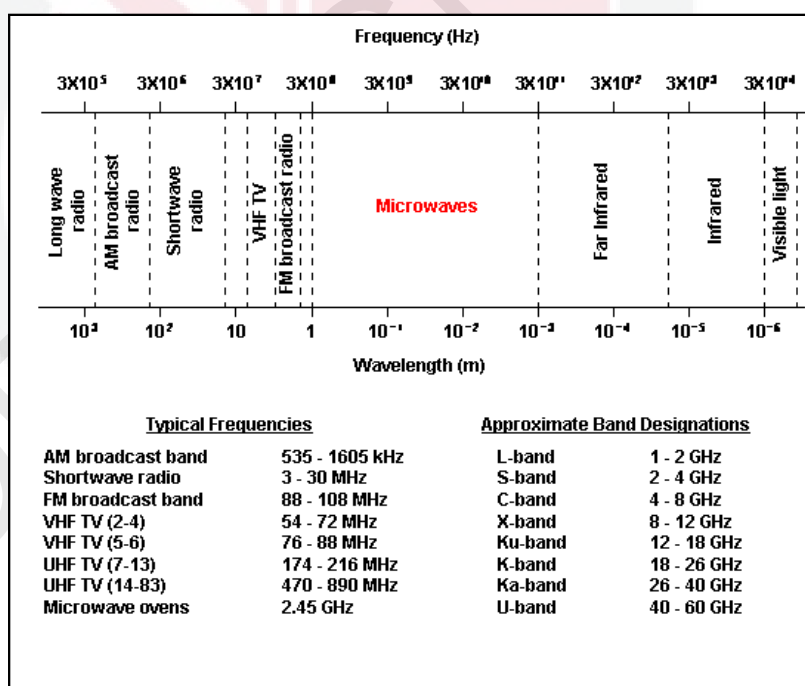 Frequency (Hz)
3X10⁵ 3X10⁶ 3X10⁷ 3X10⁸ 3X10⁹ 3X10¹⁰ 3X10¹¹ 3X10¹² 3X10¹³ 3X10¹⁴
Long wave
radio
AM broadcast
radio
Shortwave
radio
VHF TV
FM broadcast radio
Microwaves
Far Infrared
Infrared
Visible light
10³ 10² 10 1 10⁻¹ 10⁻² 10⁻³ 10⁻⁴ 10⁻⁵ 10⁻⁶
Wavelength (m)
Typical Frequencies
AM broadcast band 535 - 1605 kHz
Shortwave radio 3 - 30 MHz
FM broadcast band 88 - 108 MHz
VHF TV (2-4) 54 - 72 MHz
VHF TV (5-6) 76 - 88 MHz
UHF TV (7-13) 174 - 216 MHz
UHF TV (14-83) 470 - 890 MHz
Microwave ovens 2.45 GHz
Approximate Band Designations
L-band 1 - 2 GHz
S-band 2 - 4 GHz
C-band 4 - 8 GHz
X-band 8 - 12 GHz
Ku-band 12 - 18 GHz
K-band 18 - 26 GHz
Ka-band 26 - 40 GHz
U-band 40 - 60 GHz